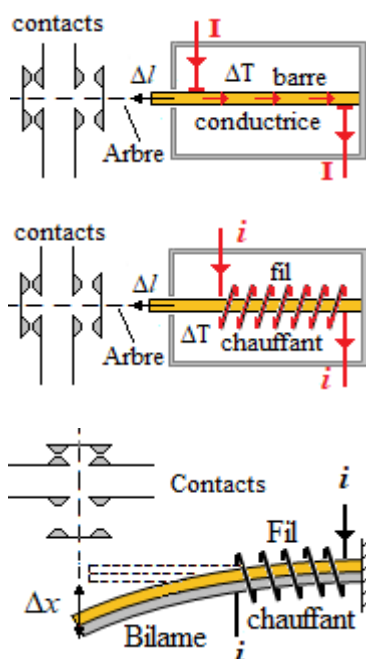 contacts
I
Δl
ΔT barre
conductrice
Arbre
I
contacts
i
Δl
fil
ΔT
chauffant
Arbre
i
Contacts
i
Fil
Δx
chauffant
Bilame
i